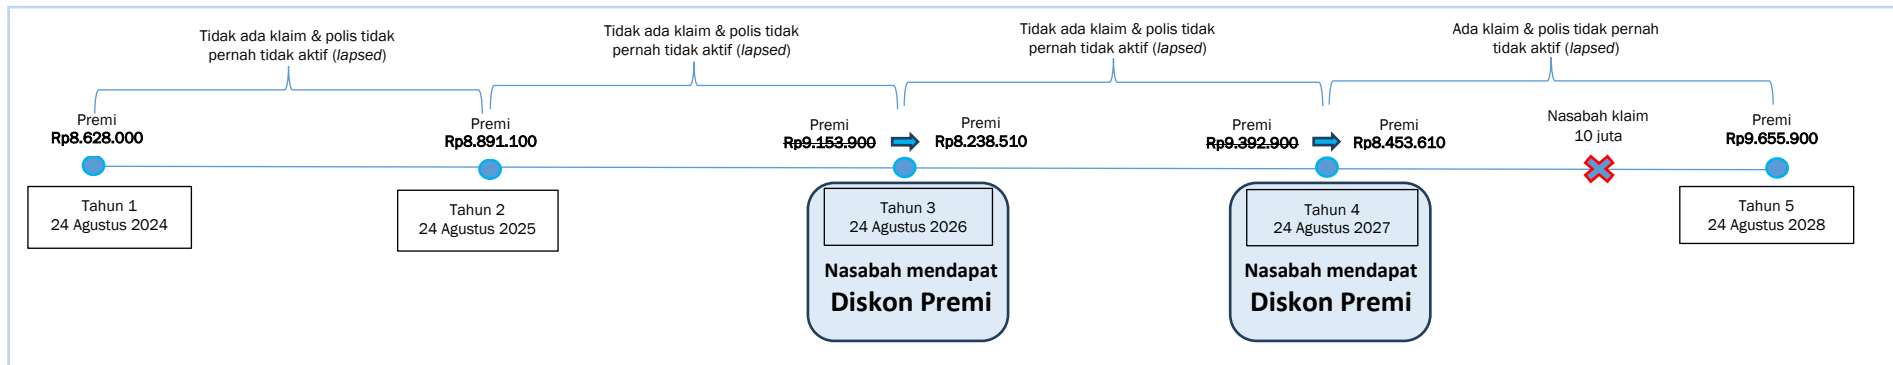 Tidak ada klaim & polis tidak
pernah tidak aktif (lapsed)
Tidak ada klaim & polis tidak
pernah tidak aktif (lapsed)
Tidak ada klaim & polis tidak
pernah tidak aktif (lapsed)
Ada klaim & polis tidak pernah
tidak aktif (lapsed)
Premi
Rp8.628.000
Premi
Rp8.891.100
Premi
Rp9.153.900
Premi
Rp8.238.510
Premi
Rp9.392.900
Premi
Rp8.453.610
Nasabah klaim
10 juta
Premi
Rp9.655.900
Tahun 1
24 Agustus 2024
Tahun 2
24 Agustus 2025
Tahun 3
24 Agustus 2026
Nasabah mendapat
Diskon Premi
Tahun 4
24 Agustus 2027
Nasabah mendapat
Diskon Premi
Tahun 5
24 Agustus 2028